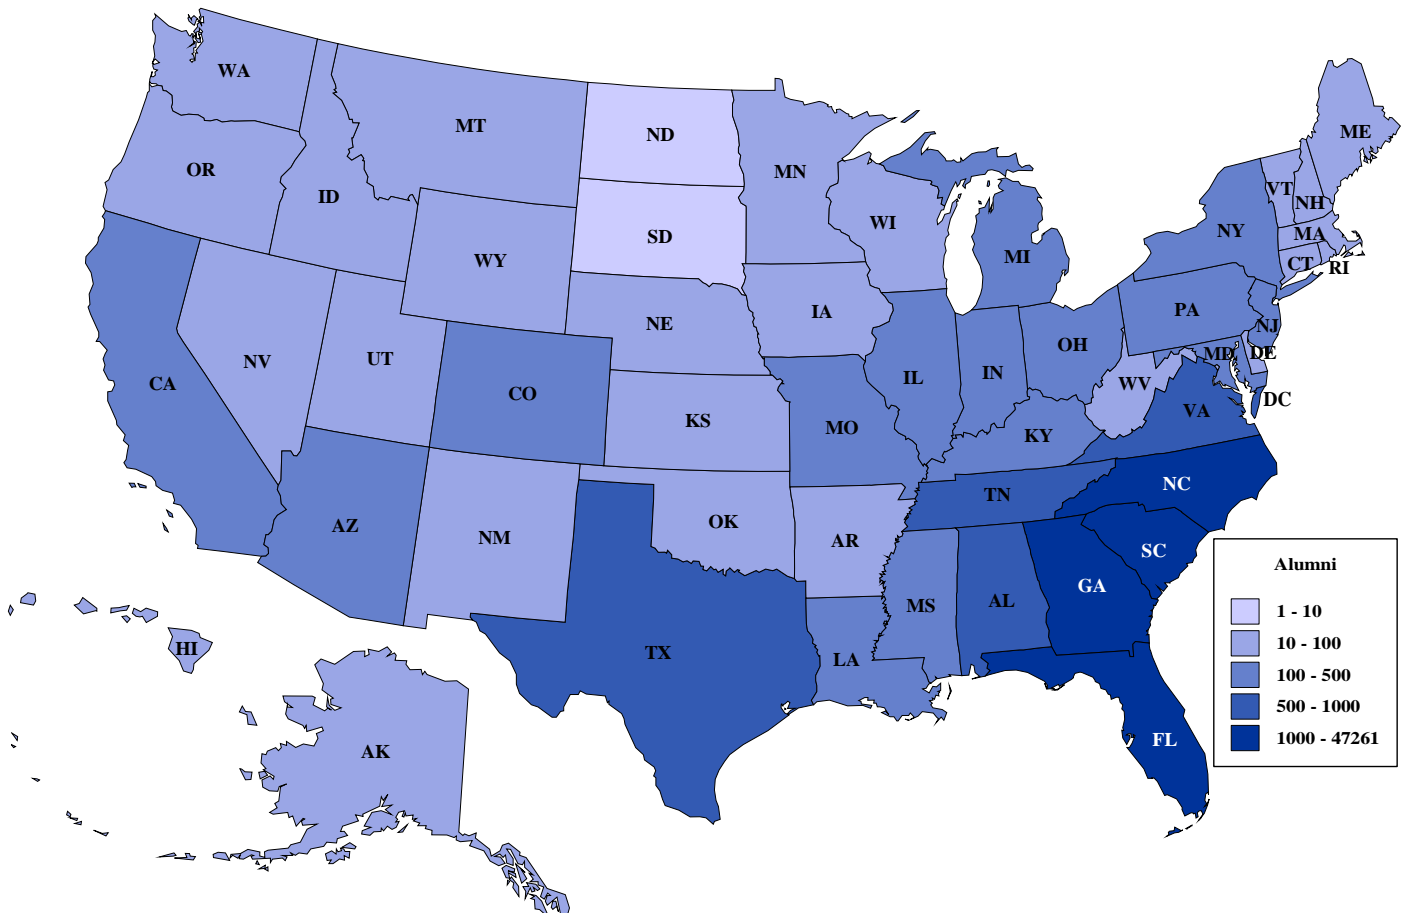 WA
MT
ND
MN
ME
OR
ID
SD
WI
VT
NH
NY
MA
WY
MI
CT
RI
NE
IA
PA
NJ
NV
UT
OH
MD
DE
CA
CO
IL
IN
WV
DC
KS
MO
KY
VA
AZ
NM
OK
AR
TN
NC
SC
MS
AL
GA
HI
TX
LA
AK
FL
Alumni
1 - 10
10 - 100
100 - 500
500 - 1000
1000 - 47261